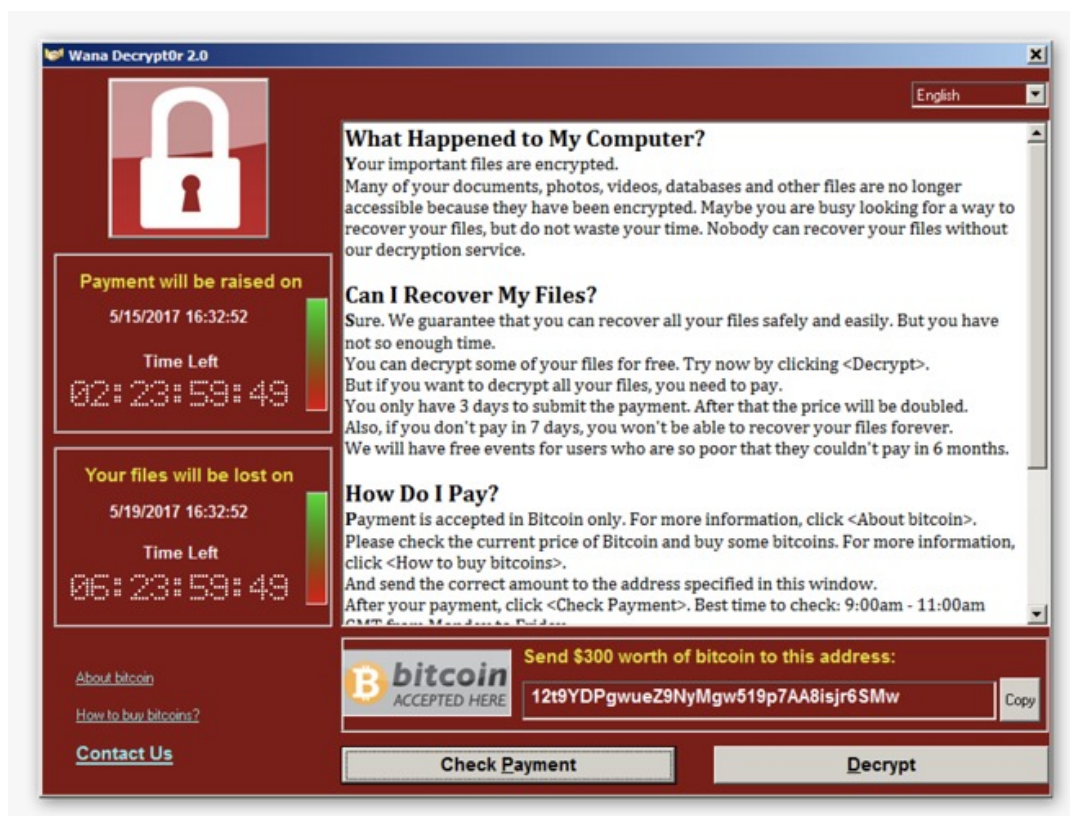 Wana Decrypt0r 2.0
English
What Happened to My Computer?
Your important files are encrypted.
Many of your documents, photos, videos, databases and other files are no longer
accessible because they have been encrypted. Maybe you are busy looking for a way to
recover your files, but do not waste your time. Nobody can recover your files without
our decryption service.
Can I Recover My Files?
Sure. We guarantee that you can recover all your files safely and easily. But you have
not so enough time.
You can decrypt some of your files for free. Try now by clicking <Decrypt>.
But if you want to decrypt all your files, you need to pay.
You only have 3 days to submit the payment. After that the price will be doubled.
Also, if you don't pay in 7 days, you won't be able to recover your files forever.
We will have free events for users who are so poor that they couldn't pay in 6 months.
How Do I Pay?
Payment is accepted in Bitcoin only. For more information, click <About bitcoin>.
Please check the current price of Bitcoin and buy some bitcoins. For more information,
click <How to buy bitcoins>.
And send the correct amount to the address specified in this window.
After your payment, click <Check Payment>. Best time to check: 9:00am - 11:00am
GMT from Monday to Friday
Payment will be raised on
5/15/2017 16:32:52
Time Left
02:23:59:49
Your files will be lost on
5/19/2017 16:32:52
Time Left
06:23:59:49
About bitcoin
How to buy bitcoins?
Contact Us
bitcoin
ACCEPTED HERE
Send $300 worth of bitcoin to this address:
12t9YDPgwueZ9NyMgw519p7AA8isjr6SMw
Copy
Check Payment
Decrypt